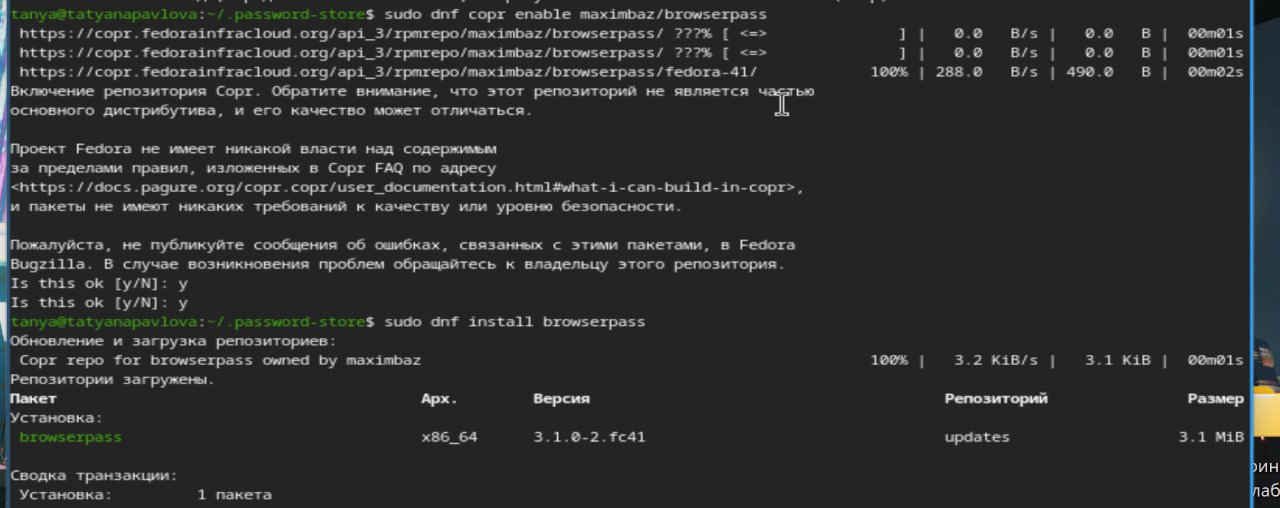 tanya@tatyanapavlova:~/.password-store$ sudo dnf copr enable maximbaz/browserpass
https://copr.fedorainfracloud.org/api_3/rpmrepo/maximbaz/browserpass/ ???% [ <=> ] | 0.0 B/s | 0.0 B | 00m01s
https://copr.fedorainfracloud.org/api_3/rpmrepo/maximbaz/browserpass/ ???% [ <=> ] | 0.0 B/s | 0.0 B | 00m01s
https://copr.fedorainfracloud.org/api_3/rpmrepo/maximbaz/browserpass/fedora-41/ 100% | 288.0 B/s | 490.0 B | 00m02s
Включение репозитория Copr. Обратите внимание, что этот репозиторий не является частью
основного дистрибутива, и его качество может отличаться.
Проект Fedora не имеет никакой власти над содержимым
за пределами правил, изложенных в Copr FAQ по адресу
<https://docs.pagure.org/copr.copr/user_documentation.html#what-i-can-build-in-copr>,
и пакеты не имеют никаких требований к качеству или уровню безопасности.
Пожалуйста, не публикуйте сообщения об ошибках, связанных с этими пакетами, в Fedora
Bugzilla. В случае возникновения проблем обращайтесь к владельцу этого репозитория.
Is this ok [y/N]: y
Is this ok [y/N]: y
tanya@tatyanapavlova:~/.password-store$ sudo dnf install browserpass
Обновление и загрузка репозиториев:
Copr repo for browserpass owned by maximbaz 100% | 3.2 KiB/s | 3.1 KiB | 00m01s
Репозитории загружены.
Пакет Арх. Версия Репозиторий Размер
Установка:
browserpass x86_64 3.1.0-2.fc41 updates 3.1 MiB
Сводка транзакции:
Установка: 1 пакета